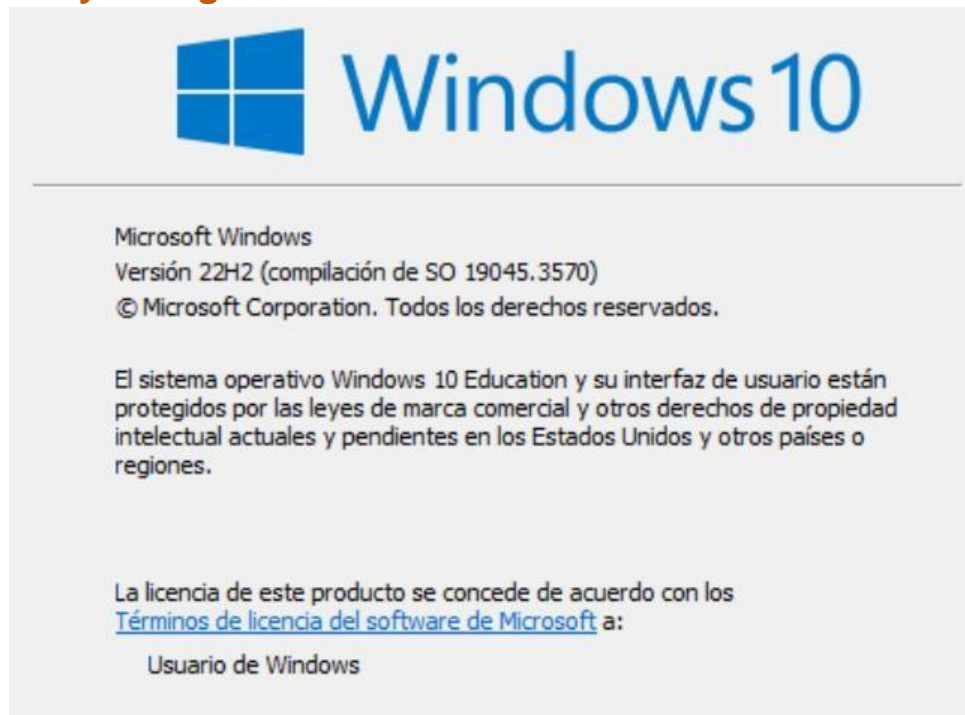 Windows 10
Microsoft Windows
Versión 22H2 (compilación de SO 19045.3570)
© Microsoft Corporation. Todos los derechos reservados.
El sistema operativo Windows 10 Education y su interfaz de usuario están
protegidos por las leyes de marca comercial y otros derechos de propiedad
intelectual actuales y pendientes en los Estados Unidos y otros países o
regiones.
La licencia de este producto se concede de acuerdo con los
Términos de licencia del software de Microsoft a:
Usuario de Windows